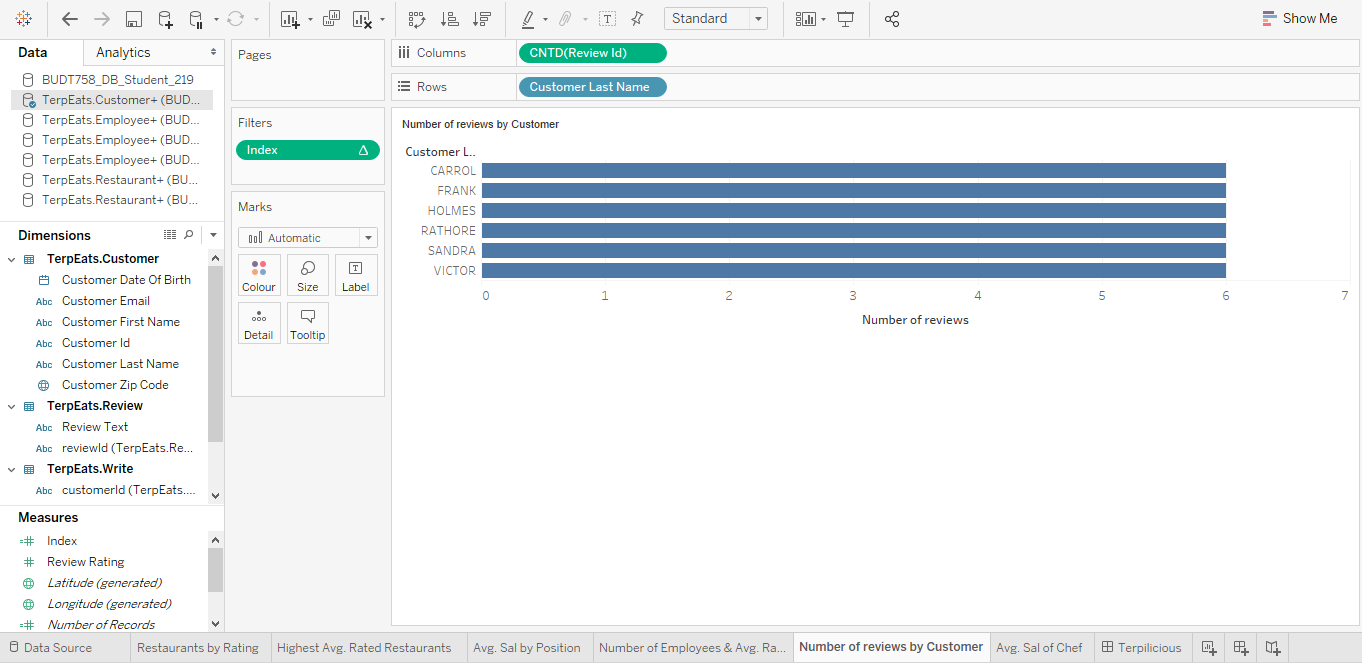 Standard
Show Me
Data
Analytics
BUDT758_DB_Student_219
TerpEats.Customer+ (BUD...
TerpEats.Employee+ (BUD...
TerpEats.Employee+ (BUD...
TerpEats.Employee+ (BUD...
TerpEats.Restaurant+ (BU...
TerpEats.Restaurant+ (BU...
Dimensions
TerpEats.Customer
Customer Date Of Birth
Abc Customer Email
Abc Customer First Name
Abc Customer Id
Abc Customer Last Name
Customer Zip Code
TerpEats.Review
Abc Review Text
Abc reviewId (TerpEats.Re...
TerpEats.Write
Abc customerId (TerpEats....
Measures
Index
Review Rating
Latitude (generated)
Longitude (generated)
Number of Records
Pages
Filters
Index
Marks
Automatic
Colour
Size
Label
Detail
Tooltip
Columns
CNTD(Review Id)
Rows
Customer Last Name
Number of reviews by Customer
Customer L..
CARROL
FRANK
HOLMES
RATHORE
SANDRA
VICTOR
0 1 2 3 4 5 6 7
Number of reviews
Data Source
Restaurants by Rating
Highest Avg. Rated Restaurants
Avg. Sal by Position
Number of Employees & Avg. Ra...
Number of reviews by Customer
Avg. Sal of Chef
Terpilicious